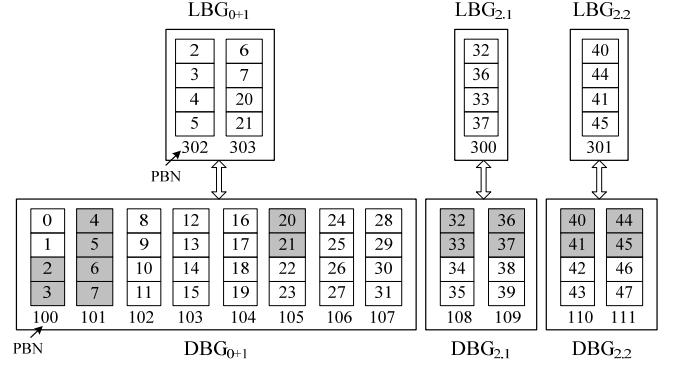 LBG0+1 LBG2.1 LBG2.2
2 6 32 40
3 7 36 44
4 20 33 41
5 21 37 45
302 303 300 301
PBN
0 4 8 12 16 20 24 28 32 36 40 44
1 5 9 13 17 21 25 29 33 37 41 45
2 6 10 14 18 22 26 30 34 38 42 46
3 7 11 15 19 23 27 31 35 39 43 47
100 101 102 103 104 105 106 107 108 109 110 111
PBN
DBG0+1 DBG2.1 DBG2.2